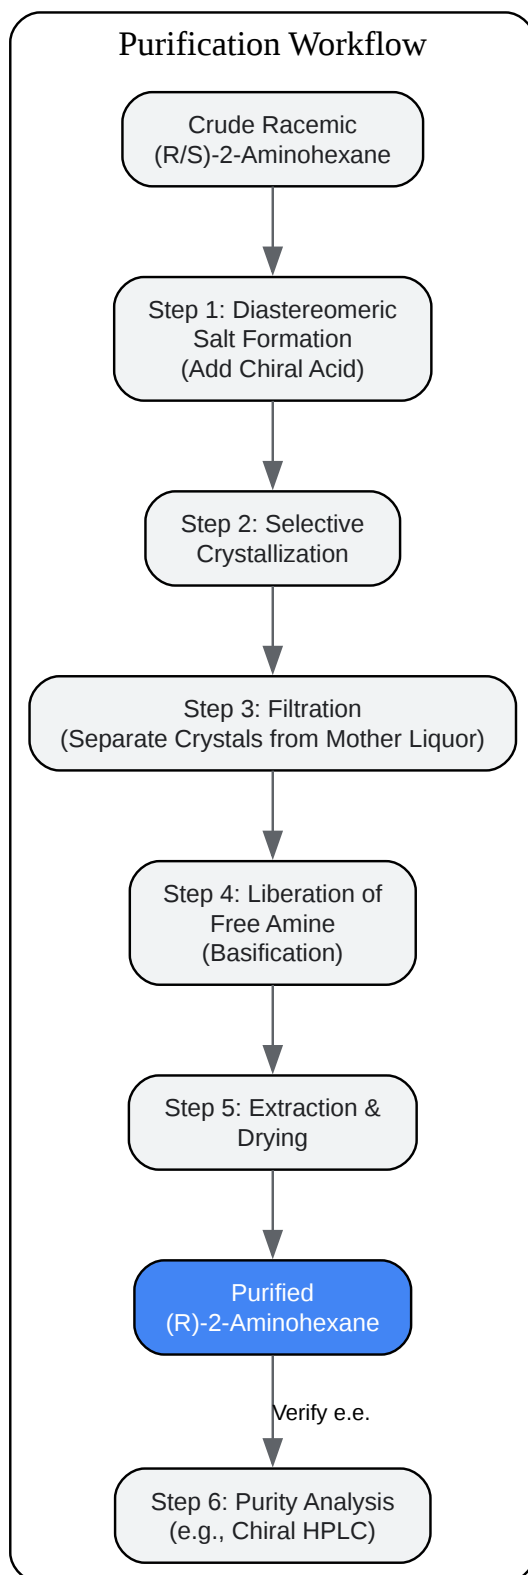 Purification Workflow
Crude Racemic
(R/S)-2-Aminohexane
Step 1: Diastereomeric
Salt Formation
(Add Chiral Acid)
Step 2: Selective
Crystallization
Step 3: Filtration
(Separate Crystals from Mother Liquor)
Step 4: Liberation of
Free Amine
(Basification)
Step 5: Extraction &
Drying
Purified
(R)-2-Aminohexane
Verify e.e.
Step 6: Purity Analysis
(e.g., Chiral HPLC)